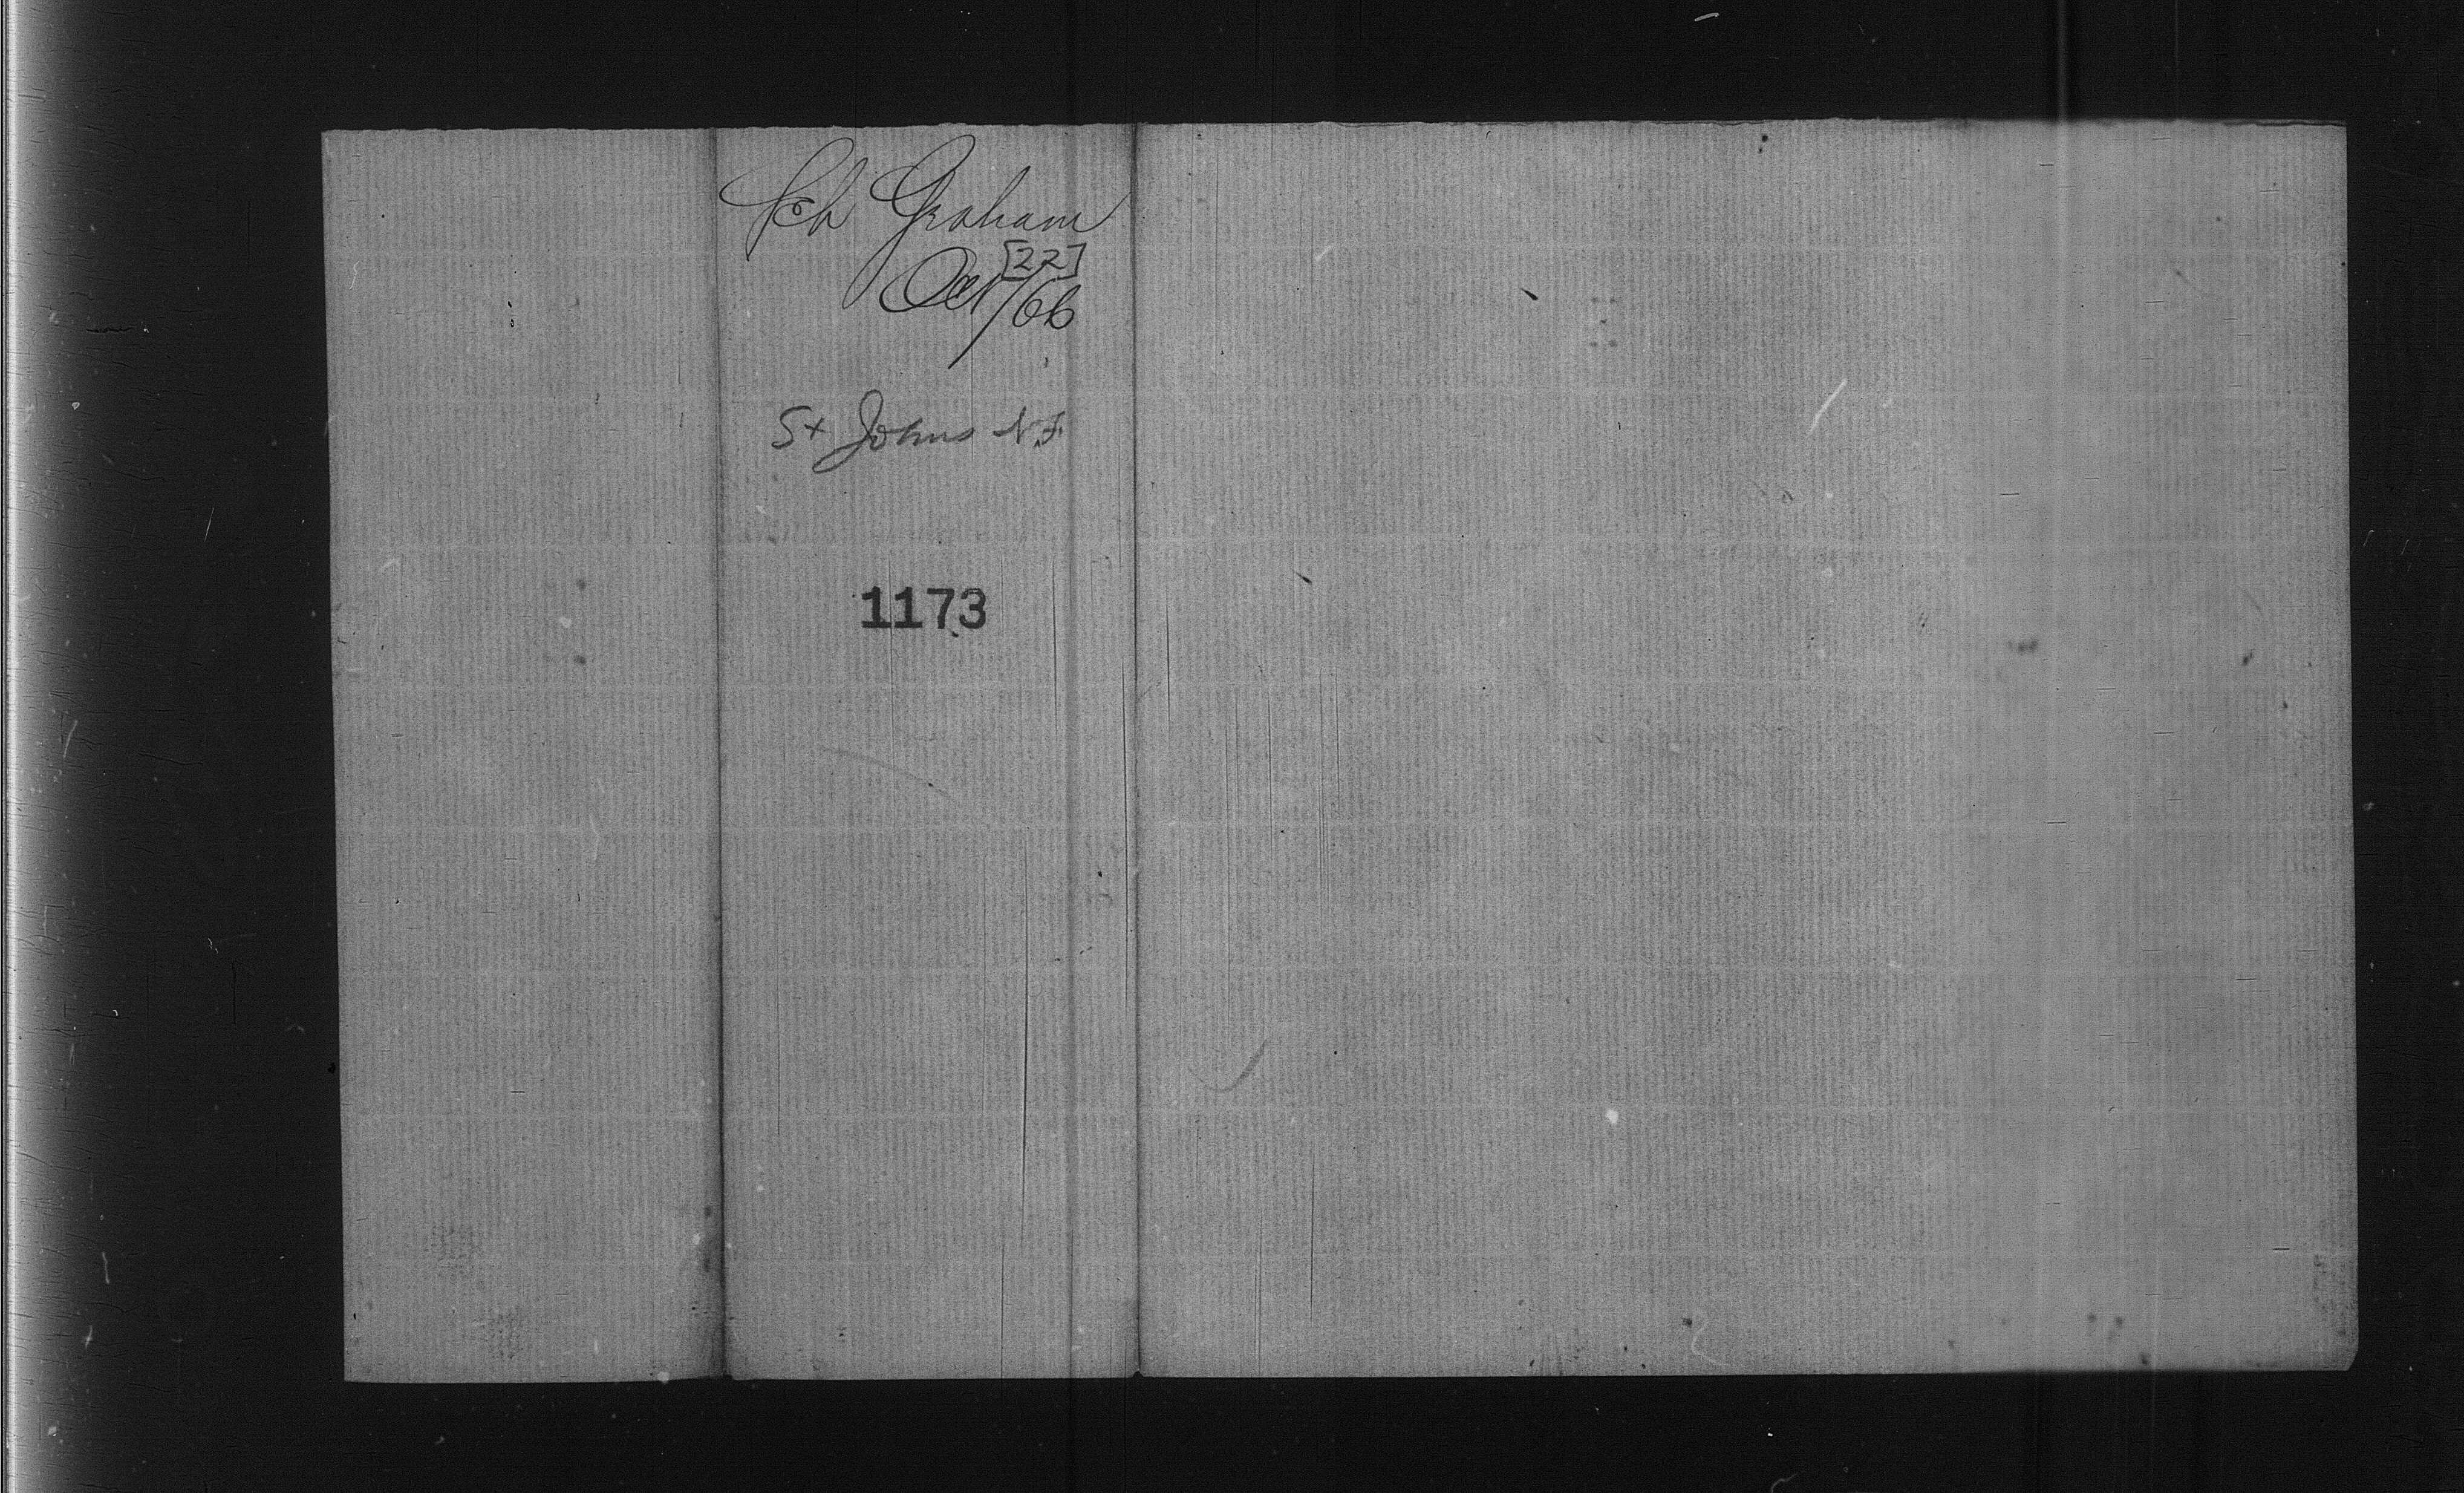 Sch Graham
[22]
Oct/66
St Johns N.F.
1173